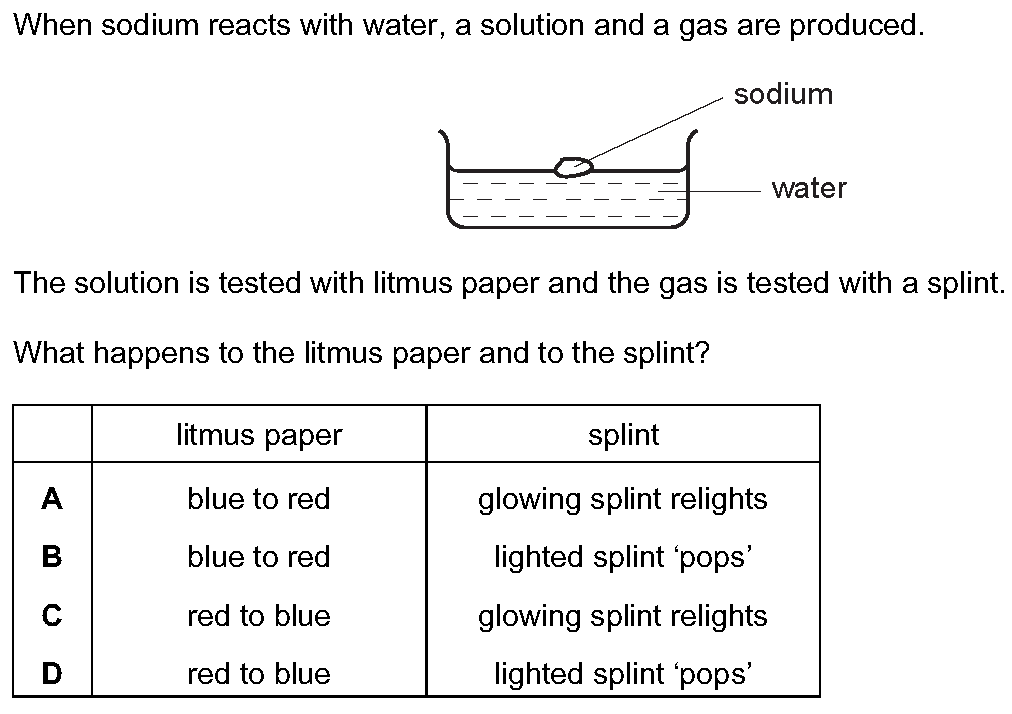 When sodium reacts with water, a solution and a gas are produced.
sodium
water
The solution is tested with litmus paper and the gas is tested with a splint.
What happens to the litmus paper and to the splint?
litmus paper splint
A blue to red glowing splint relights
B blue to red lighted splint ‘pops’
C red to blue glowing splint relights
D red to blue lighted splint ‘pops’